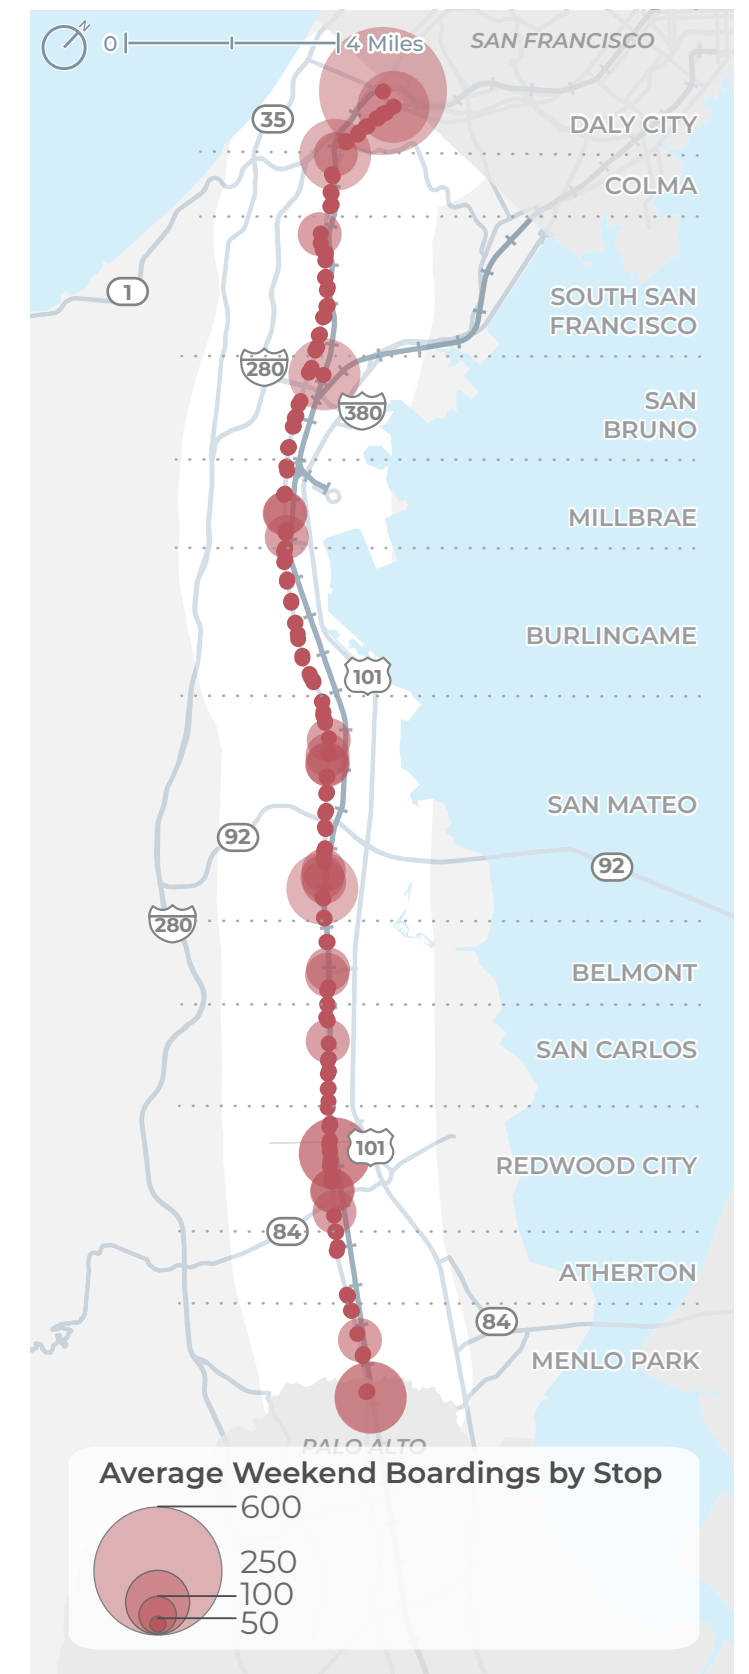 N
0
4 Miles
SAN FRANCISCO
35
DALY CITY
COLMA
1
SOUTH SAN
FRANCISCO
280
380
SAN
BRUNO
MILLBRAE
BURLINGAME
101
SAN MATEO
92
92
280
BELMONT
SAN CARLOS
101
REDWOOD CITY
84
ATHERTON
84
MENLO PARK
PALO ALTO
Average Weekend Boardings by Stop
600
250
100
50